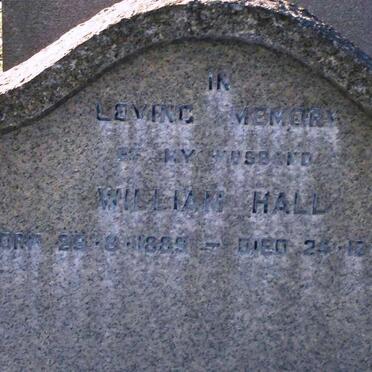 IN
LOVING MEMORY
OF MY HUSBAND
WILLIAM HALL
DIED